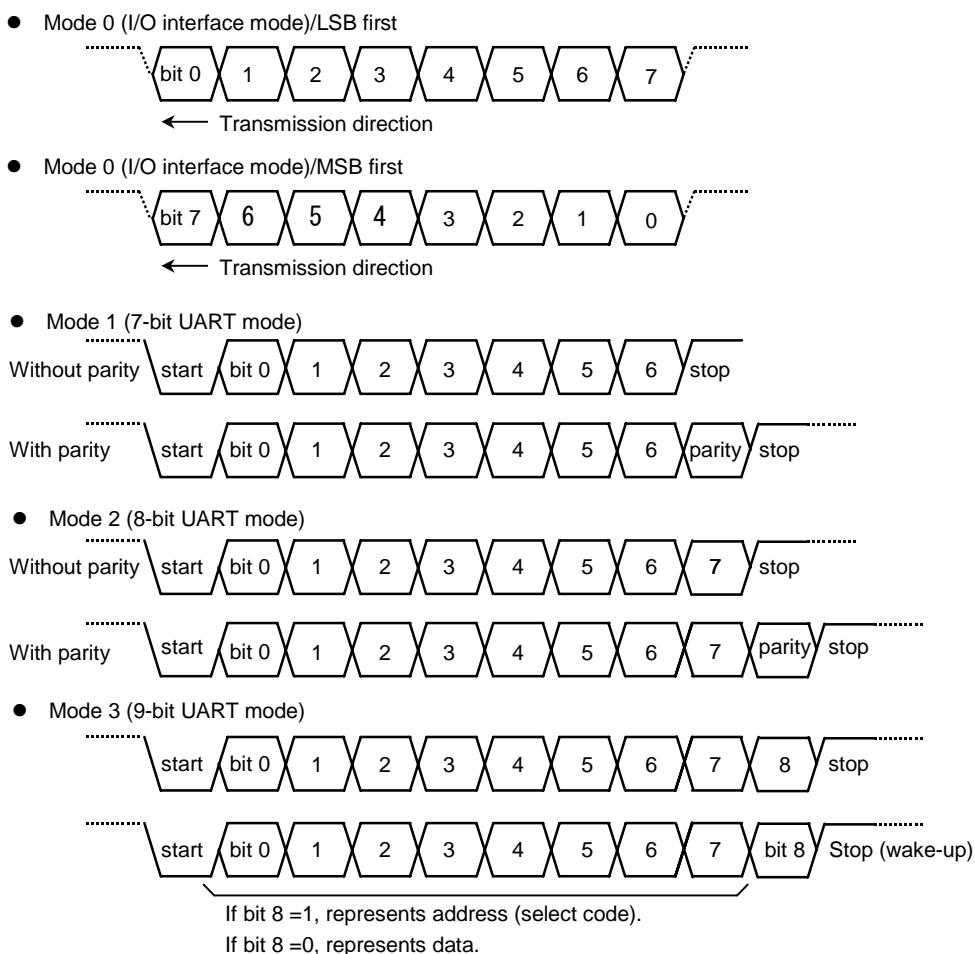 ● Mode 0 (I/O interface mode)/LSB first
bit 0 1 2 3 4 5 6 7
← Transmission direction
● Mode 0 (I/O interface mode)/MSB first
bit 7 6 5 4 3 2 1 0
← Transmission direction
● Mode 1 (7-bit UART mode)
Without parity start bit 0 1 2 3 4 5 6 stop
With parity start bit 0 1 2 3 4 5 6 parity stop
● Mode 2 (8-bit UART mode)
Without parity start bit 0 1 2 3 4 5 6 7 stop
With parity start bit 0 1 2 3 4 5 6 7 parity stop
● Mode 3 (9-bit UART mode)
start bit 0 1 2 3 4 5 6 7 8 stop
start bit 0 1 2 3 4 5 6 7 bit 8 Stop (wake-up)
If bit 8 =1, represents address (select code).
If bit 8 =0, represents data.